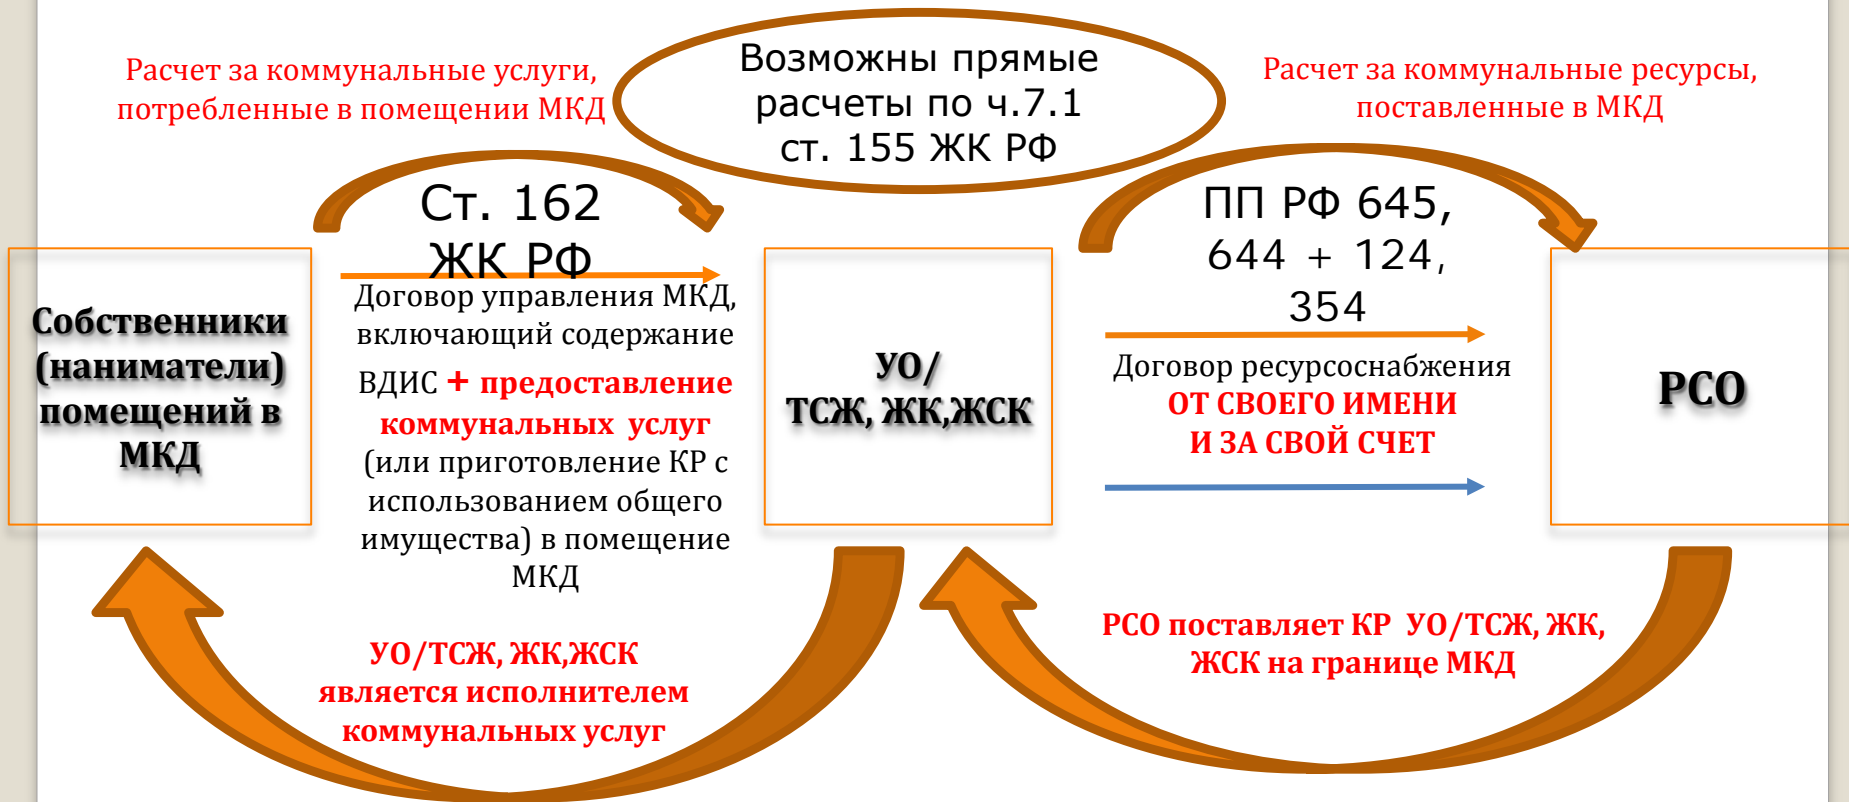 Расчет за коммунальные услуги,
потребленные в помещении МКД
Возможны прямые
расчеты по ч.7.1
ст. 155 ЖК РФ
Расчет за коммунальные ресурсы,
поставленные в МКД
Собственники
(наниматели)
помещений в
МКД
Ст. 162
ЖК РФ
Договор управления МКД,
включающий содержание
ВДИС + предоставление
коммунальных услуг
(или приготовление КР с
использованием общего
имущества) в помещение
МКД
УО/
ТСЖ, ЖК,ЖСК
ПП РФ 645,
644 + 124,
354
Договор ресурсоснабжения
ОТ СВОЕГО ИМЕНИ
И ЗА СВОЙ СЧЕТ
РСО
УО/ТСЖ, ЖК,ЖСК
является исполнителем
коммунальных услуг
РСО поставляет КР УО/ТСЖ, ЖК,
ЖСК на границе МКД